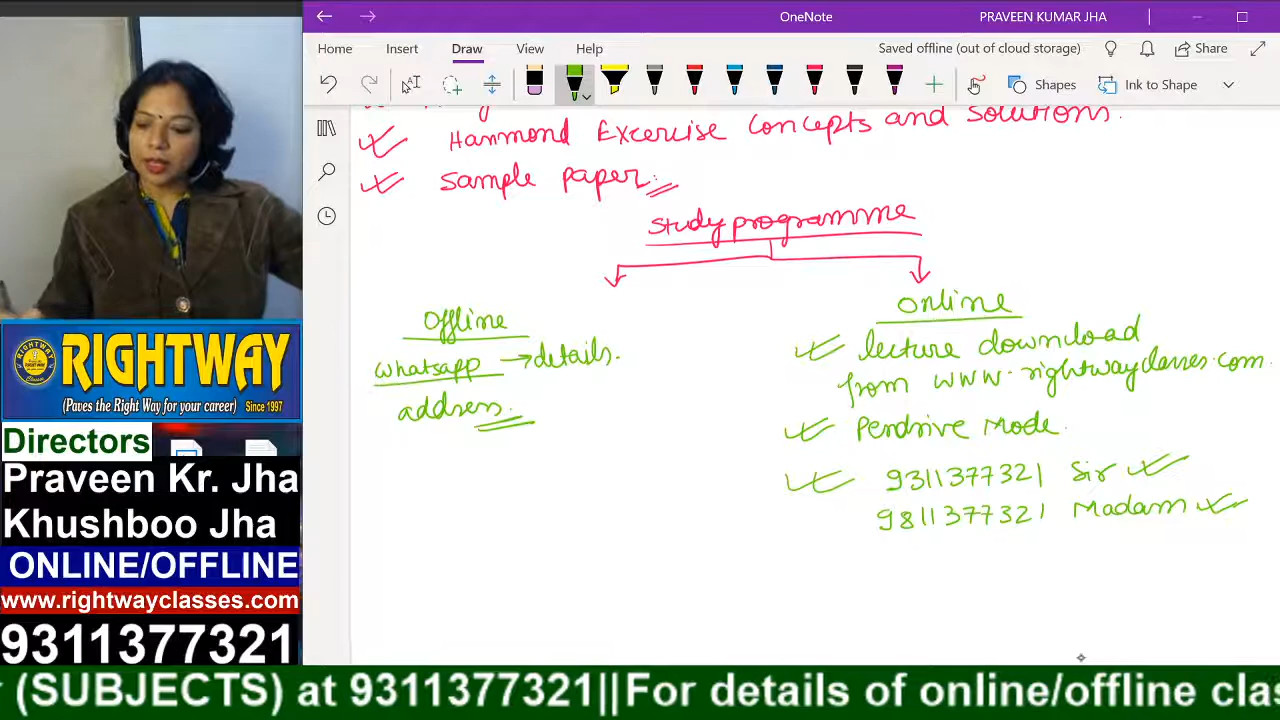 OneNote
PRAVEEN KUMAR JHA
Home Insert Draw View Help
Saved offline (out of cloud storage)
Share
Shapes
Ink to Shape
Hammond Excercise Concepts and Solutions.
Sample paper.
Study programme
Offline
whatsapp → details.
address.
Online
lecture download
from www.rightwayclasses.com
Pendrive Mode.
9311377321 Sir
9811377321 Madam
RIGHTWAY
(Paves the Right Way for your career) Since 1997
Directors
Praveen Kr. Jha
Khushboo Jha
ONLINE/OFFLINE
www.rightwayclasses.com
9311377321
(SUBJECTS) at 9311377321||For details of online/offline clas